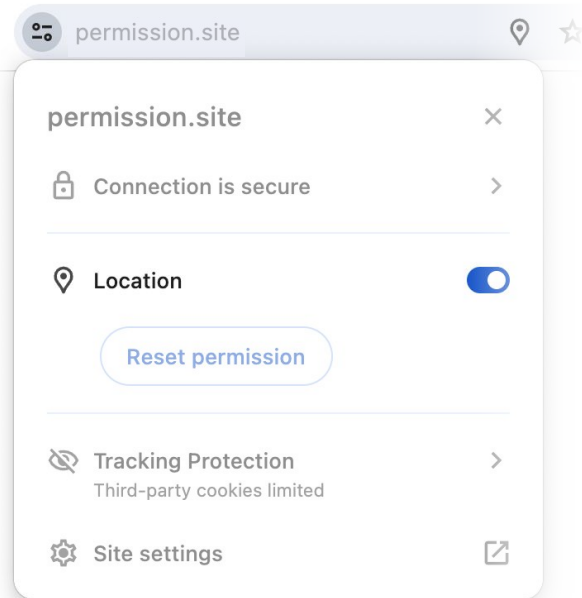 permission.site
permission.site
Connection is secure
Location
Reset permission
Tracking Protection
Third-party cookies limited
Site settings